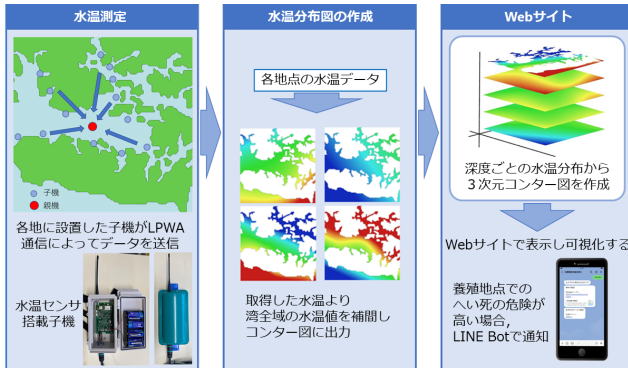 水温測定
子機
親機
各地に設置した子機がLPWA
通信によってデータを送信
水温センサ
搭載子機
水温分布図の作成
各地点の水温データ
取得した水温より
湾全域の水温値を補間し
コンター図に出力
Webサイト
深度ごとの水温分布から
３次元コンター図を作成
Webサイトで表示し可視化する
養殖地点での
へい死の危険が
高い場合,
LINE Botで通知